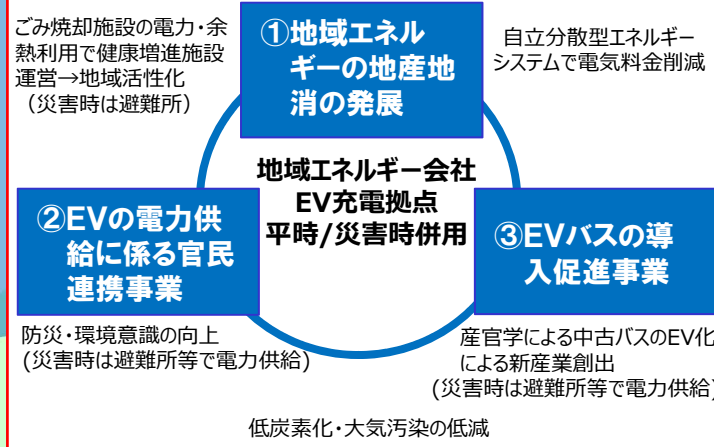 ごみ焼却施設の電力・余
熱利用で健康増進施設
運営→地域活性化
（災害時は避難所）
①地域エネル
ギーの地産地
消の発展
自立分散型エネルギー
システムで電気料金削減
地域エネルギー会社
EV充電拠点
平時/災害時併用
②EVの電力供
給に係る官民
連携事業
③EVバスの導
入促進事業
防災・環境意識の向上
(災害時は避難所等で電力供給)
産官学による中古バスのEV化
による新産業創出
(災害時は避難所等で電力供給)
低炭素化・大気汚染の低減